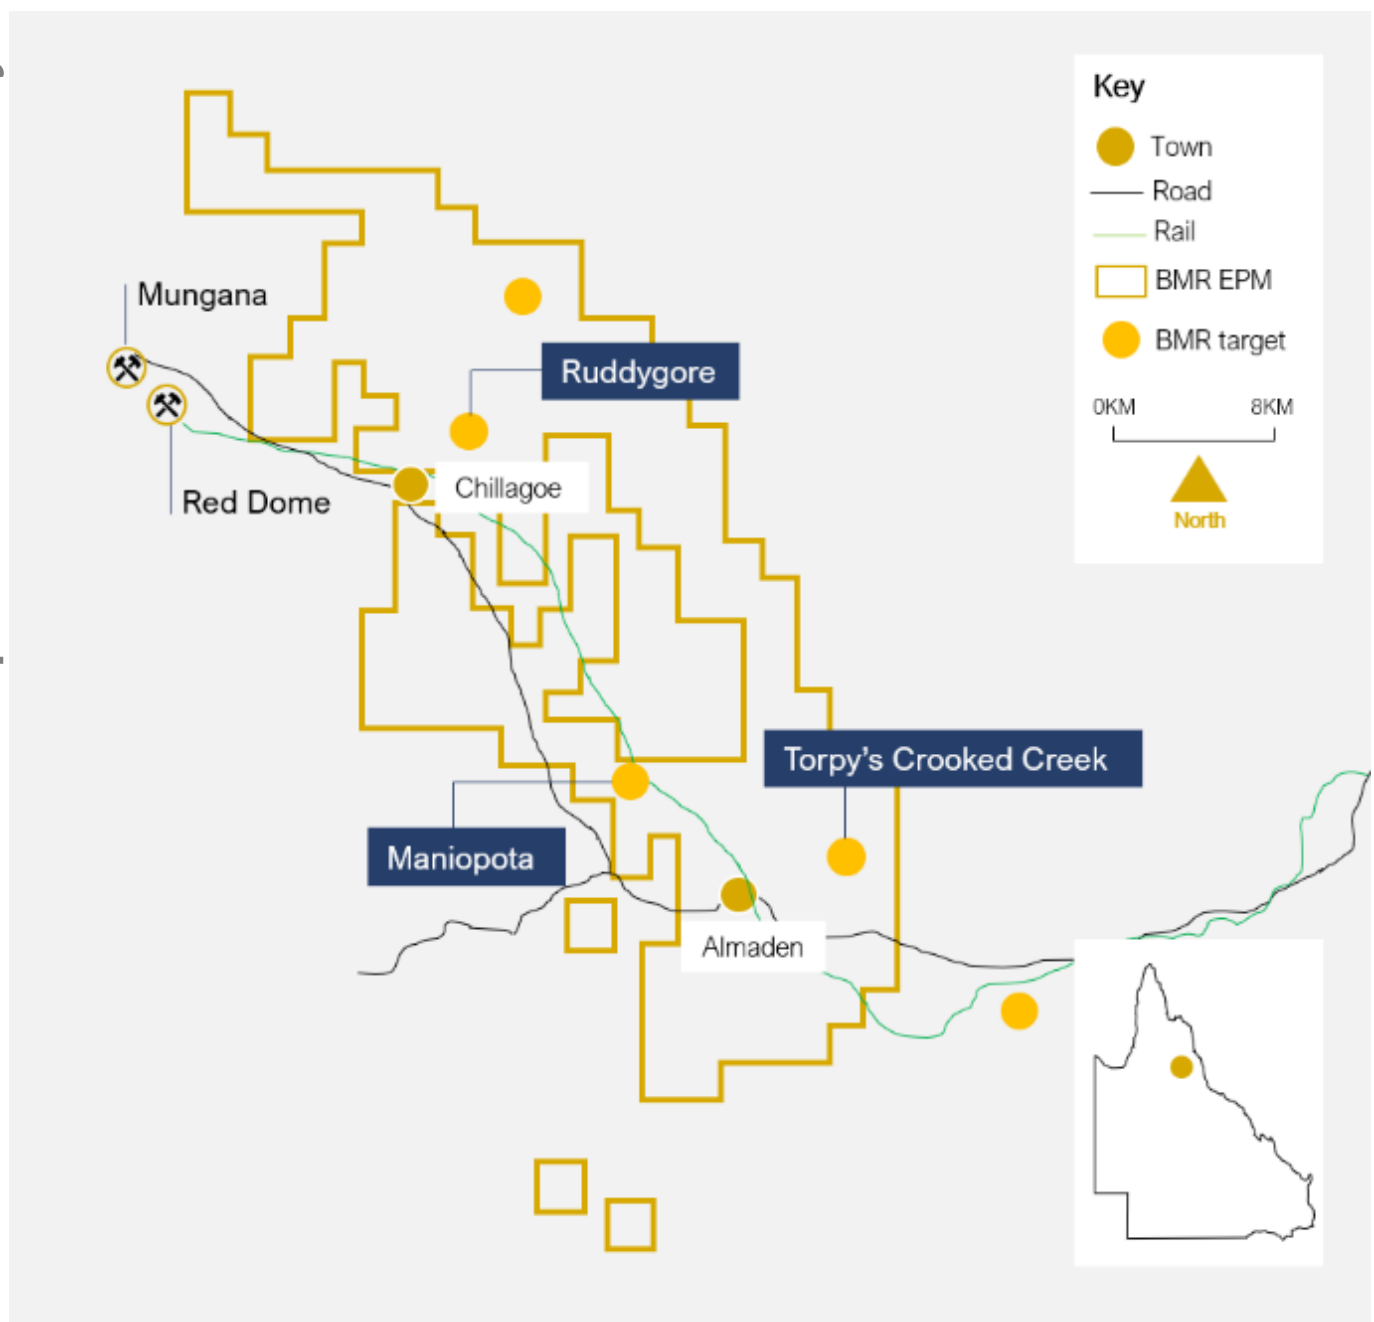 Key
Town
Road
Rail
BMR EPM
BMR target
0KM 8KM
North
Mungana
Ruddygore
Red Dome
Chillagoe
Torpy's Crooked Creek
Maniopota
Almaden